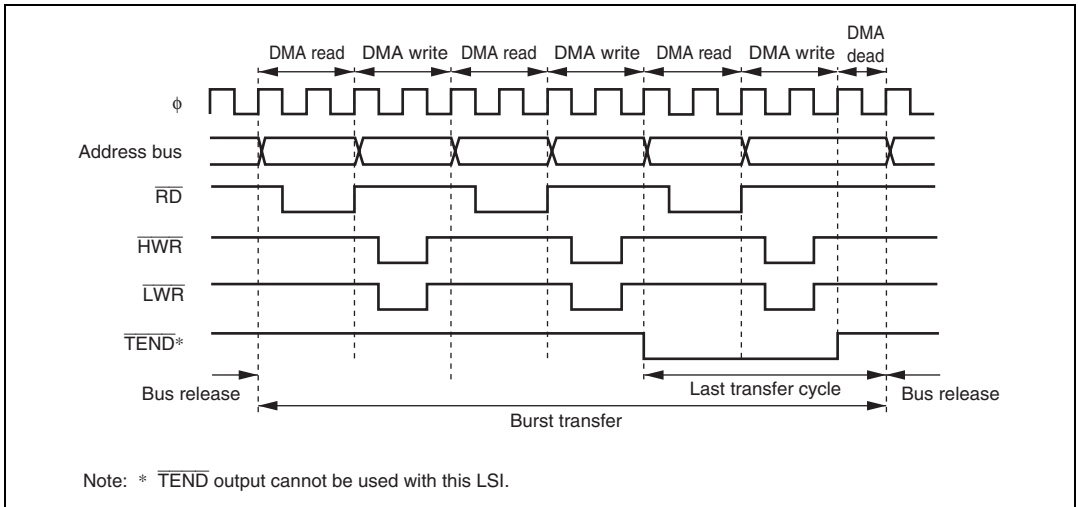 DMA
DMA read DMA write DMA read DMA write DMA read DMA write dead
ϕ
Address bus
RD
HWR
LWR
TEND*
Bus release Last transfer cycle Bus release
Burst transfer
Note: * TEND output cannot be used with this LSI.